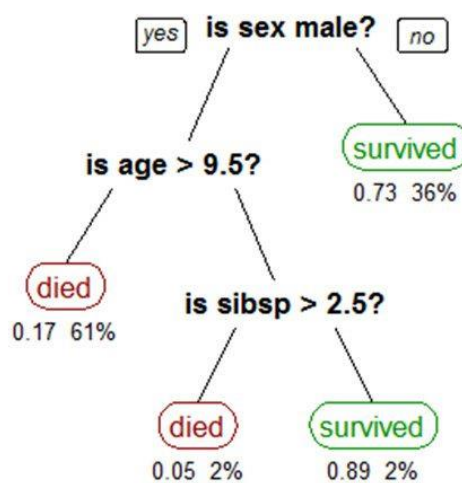 yes is sex male? no
is age > 9.5?
survived
0.73 36%
died
0.17 61%
is sibsp > 2.5?
died
0.05 2%
survived
0.89 2%